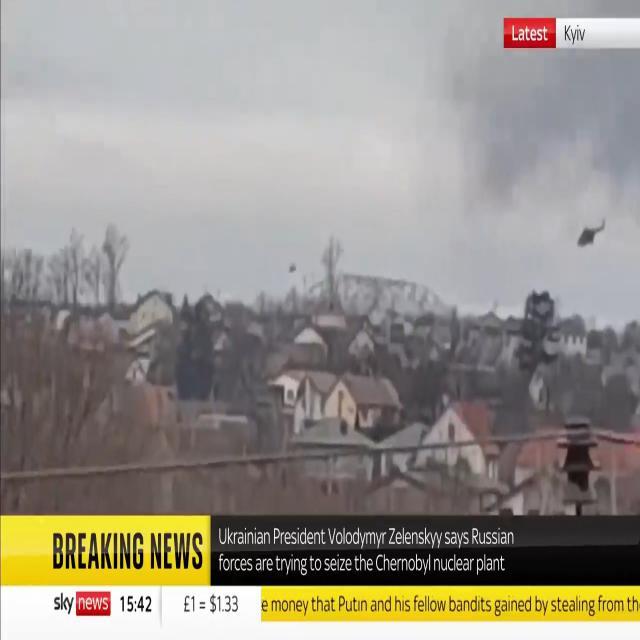 Latest Kyiv
BREAKING NEWS
Ukrainian President Volodymyr Zelenskyy says Russian
forces are trying to seize the Chernobyl nuclear plant
sky news 15:42 £1 = $1.33 e money that Putin and his fellow bandits gained by stealing from th